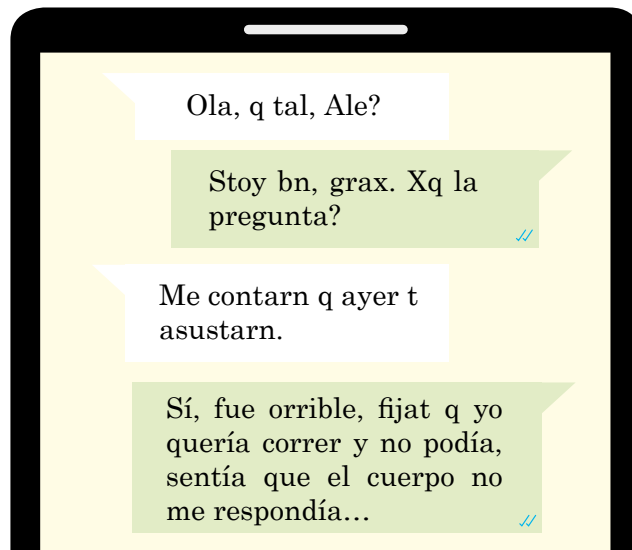 Ola, q tal, Ale?
Stoy bn, grax. Xq la
pregunta?
Me contarn q ayer t
asustarn.
Sí, fue orrible, fijat q yo
quería correr y no podía,
sentía que el cuerpo no
me respondía...